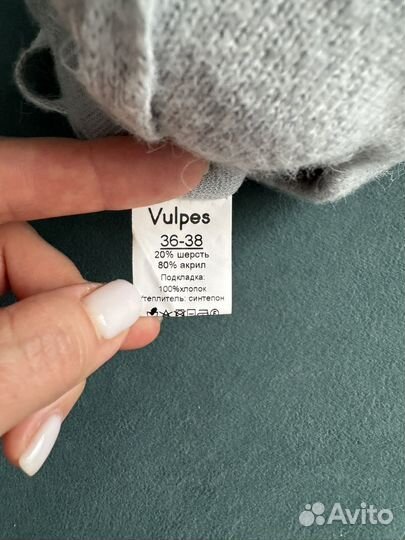 Vulpes
36-38
20% шерсть
80% акрил
Подкладка:
100%хлопок
Утеплитель: синтепон
Avito